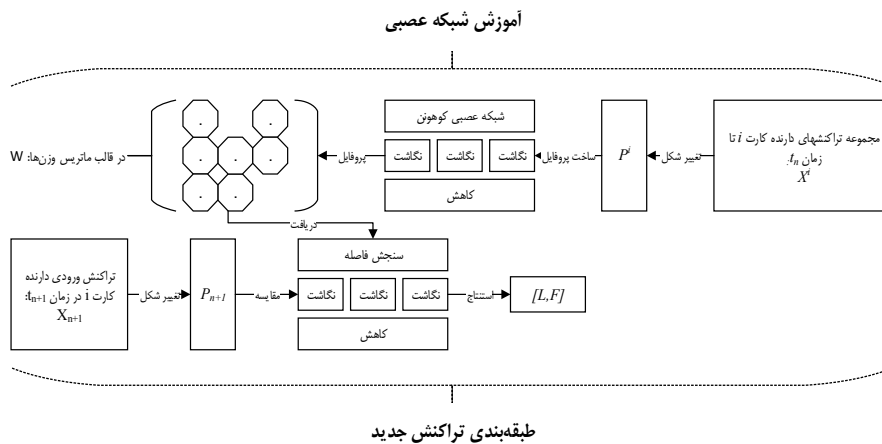 آموزش شبکه عصبی
مجموعه تراکنشهای دارنده کارت i تا
زمان tn:
Xi
تغییر شکل
Pi
ساخت پروفایل
شبکه عصبی کوهونن
نگاشت
نگاشت
نگاشت
کاهش
پروفایل
در قالب ماتریس وزن‌ها: W
دریافت
تراکنش ورودی دارنده
کارت i در زمان tn+1:
Xn+1
تغییر شکل
Pn+1
مقایسه
سنجش فاصله
نگاشت
نگاشت
نگاشت
کاهش
استنتاج
[L,F]
طبقه‌بندی تراکنش جدید